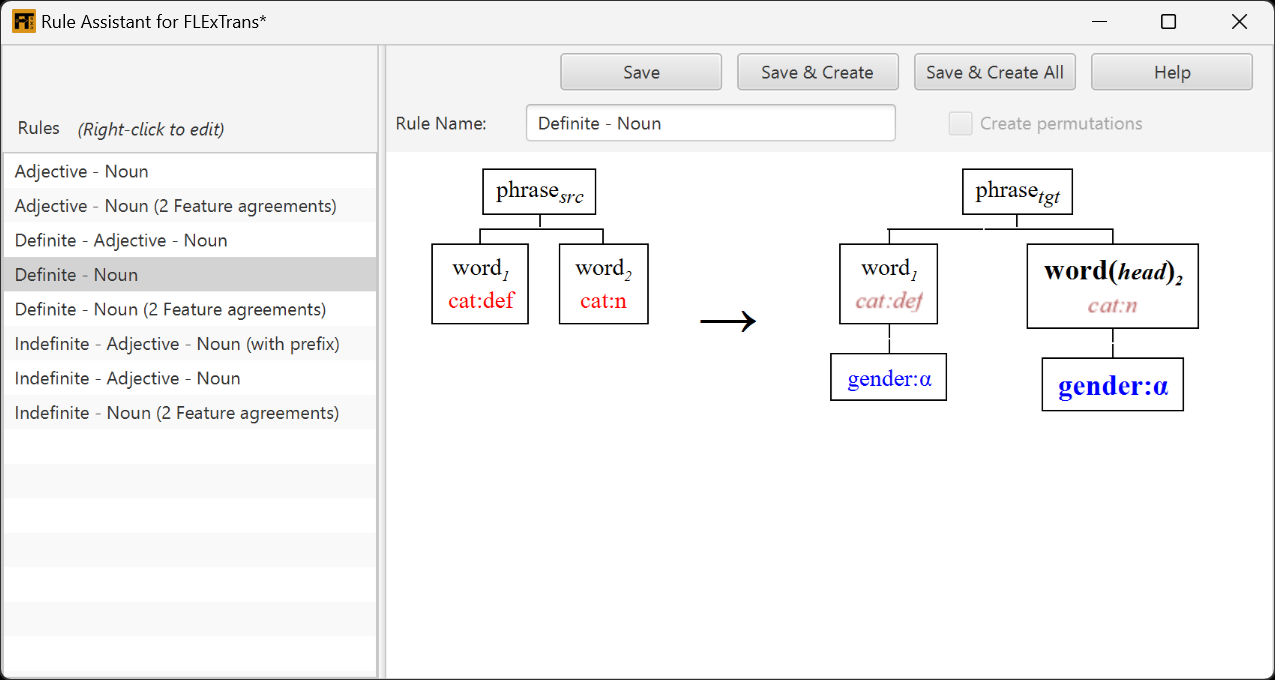 Rule Assistant for FLExTrans*
Save
Save & Create
Save & Create All
Help
Rules (Right-click to edit)
Rule Name: Definite - Noun
Create permutations
Adjective - Noun
Adjective - Noun (2 Feature agreements)
Definite - Adjective - Noun
Definite - Noun
Definite - Noun (2 Feature agreements)
Indefinite - Adjective - Noun (with prefix)
Indefinite - Adjective - Noun
Indefinite - Noun (2 Feature agreements)
phrase src
word 1
cat:def
word 2
cat:n
→
phrase tgt
word 1
cat:def
gender:α
word(head) 2
cat:n
gender:α